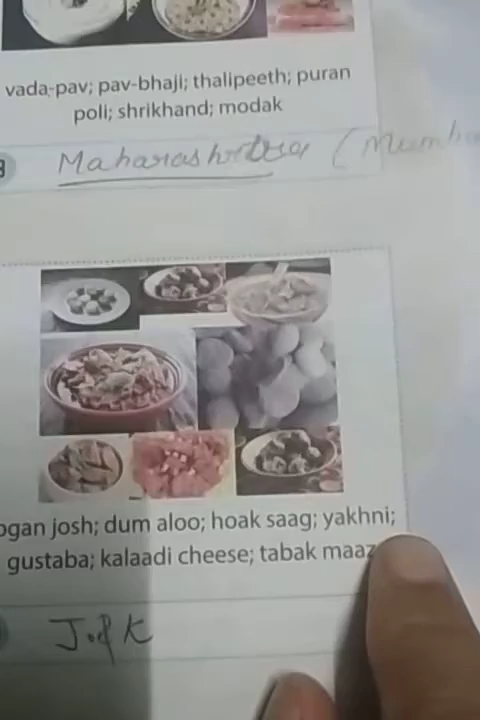 vada-pav; pav-bhaji; thalipeeth; puran
poli; shrikhand; modak
Maharashtra (Mumba
ogan josh; dum aloo; hoak saag; yakhni;
gustaba; kalaadi cheese; tabak maaz
J&K